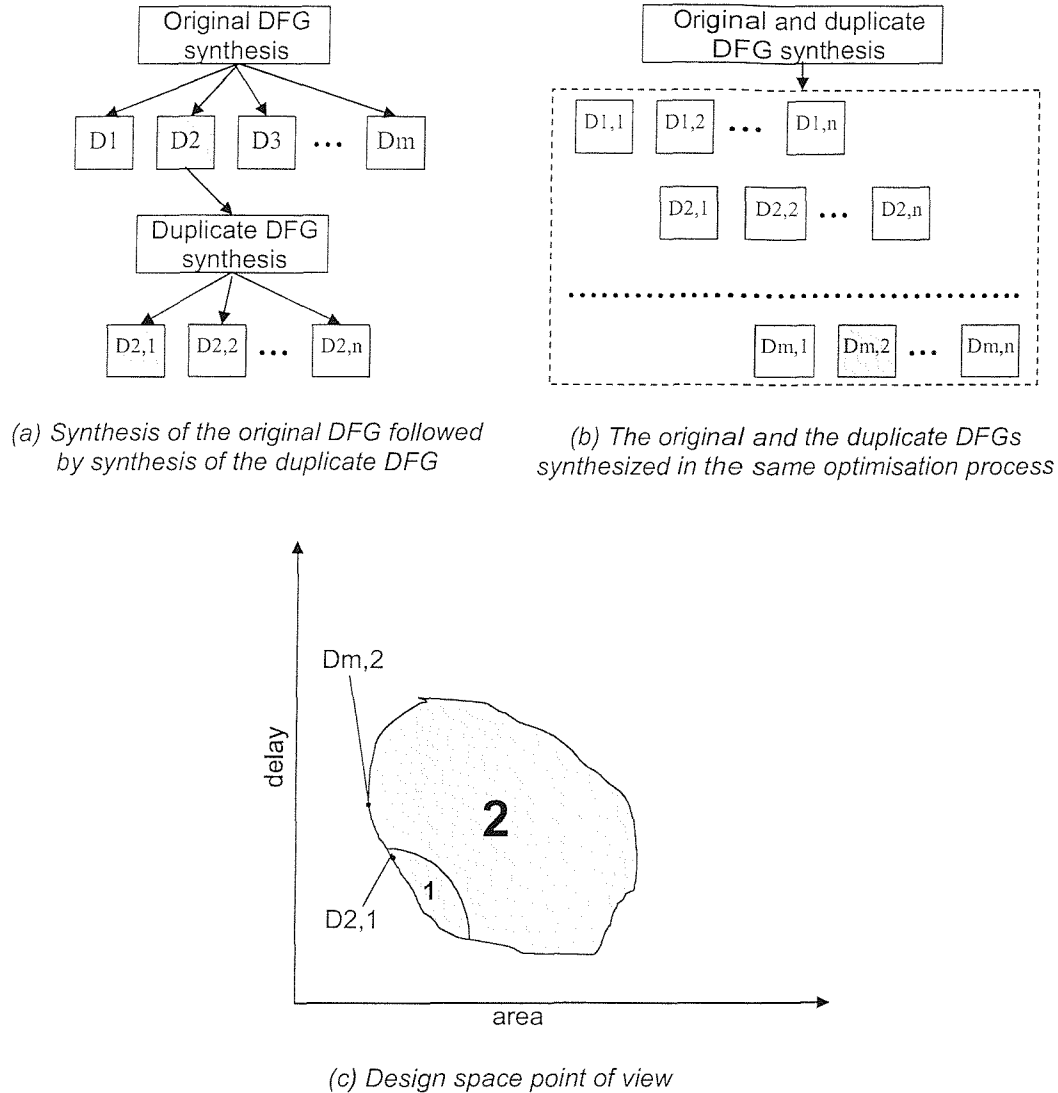 Original DFG
synthesis
D1 D2 D3 ... Dm
Duplicate DFG
synthesis
D2,1 D2,2 ... D2,n
(a) Synthesis of the original DFG followed
by synthesis of the duplicate DFG
Original and duplicate
DFG synthesis
D1,1 D1,2 ... D1,n
D2,1 D2,2 ... D2,n
Dm,1 Dm,2 ... Dm,n
(b) The original and the duplicate DFGs
synthesized in the same optimisation process
Dm,2
delay
2
1
D2,1
area
(c) Design space point of view